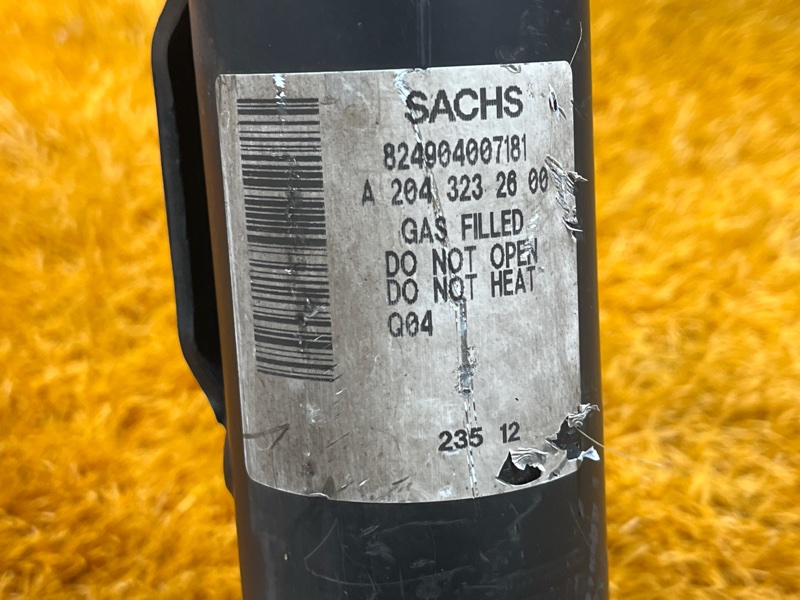 SACHS
824904007181
A 204 323 26 00
GAS FILLED
DO NOT OPEN
DO NOT HEAT
Q04
235 12